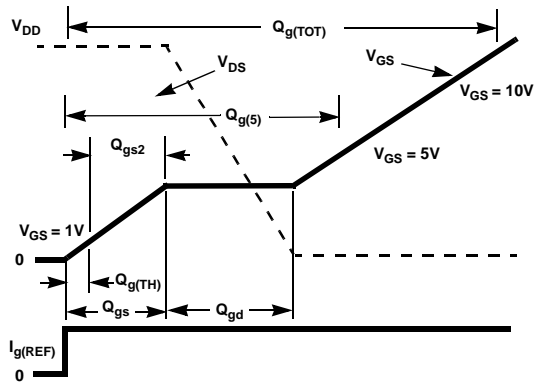 V_DD
Q_g(TOT)
V_DS
V_GS
V_GS = 10V
Q_g(5)
Q_gs2
V_GS = 5V
V_GS = 1V
0
Q_g(TH)
Q_gs
Q_gd
I_g(REF)
0